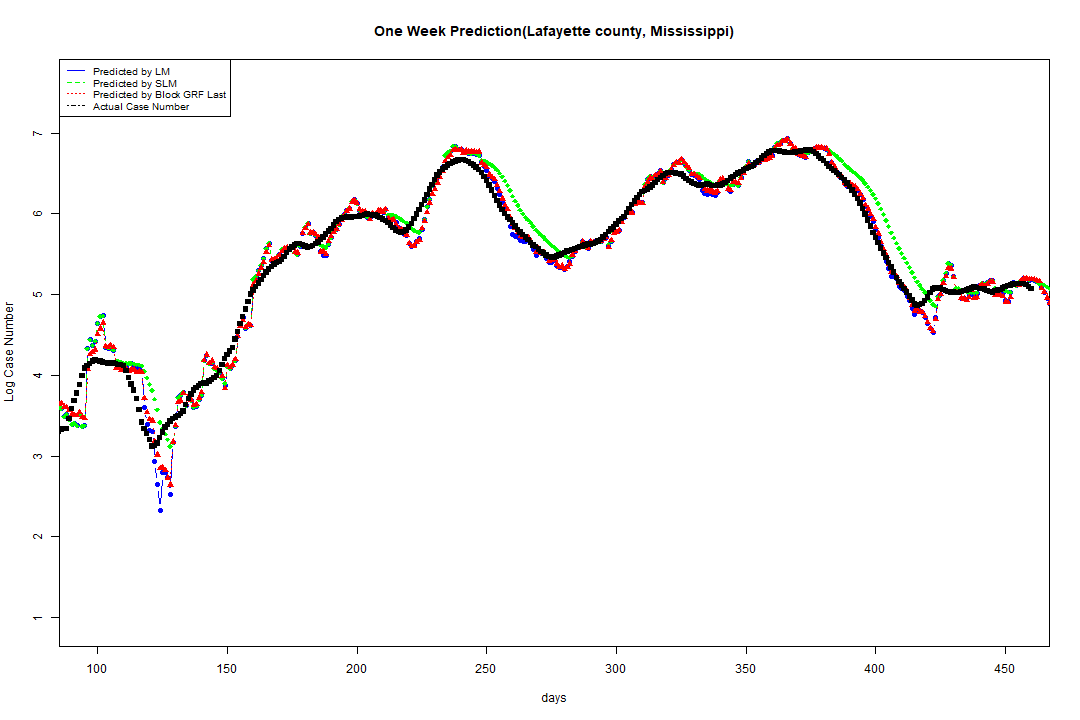 One Week Prediction(Lafayette county, Mississippi)
Predicted by LM
Predicted by SLM
Predicted by Block GRF Last
Actual Case Number
7
6
5
4
3
2
1
Log Case Number
100 150 200 250 300 350 400 450
days